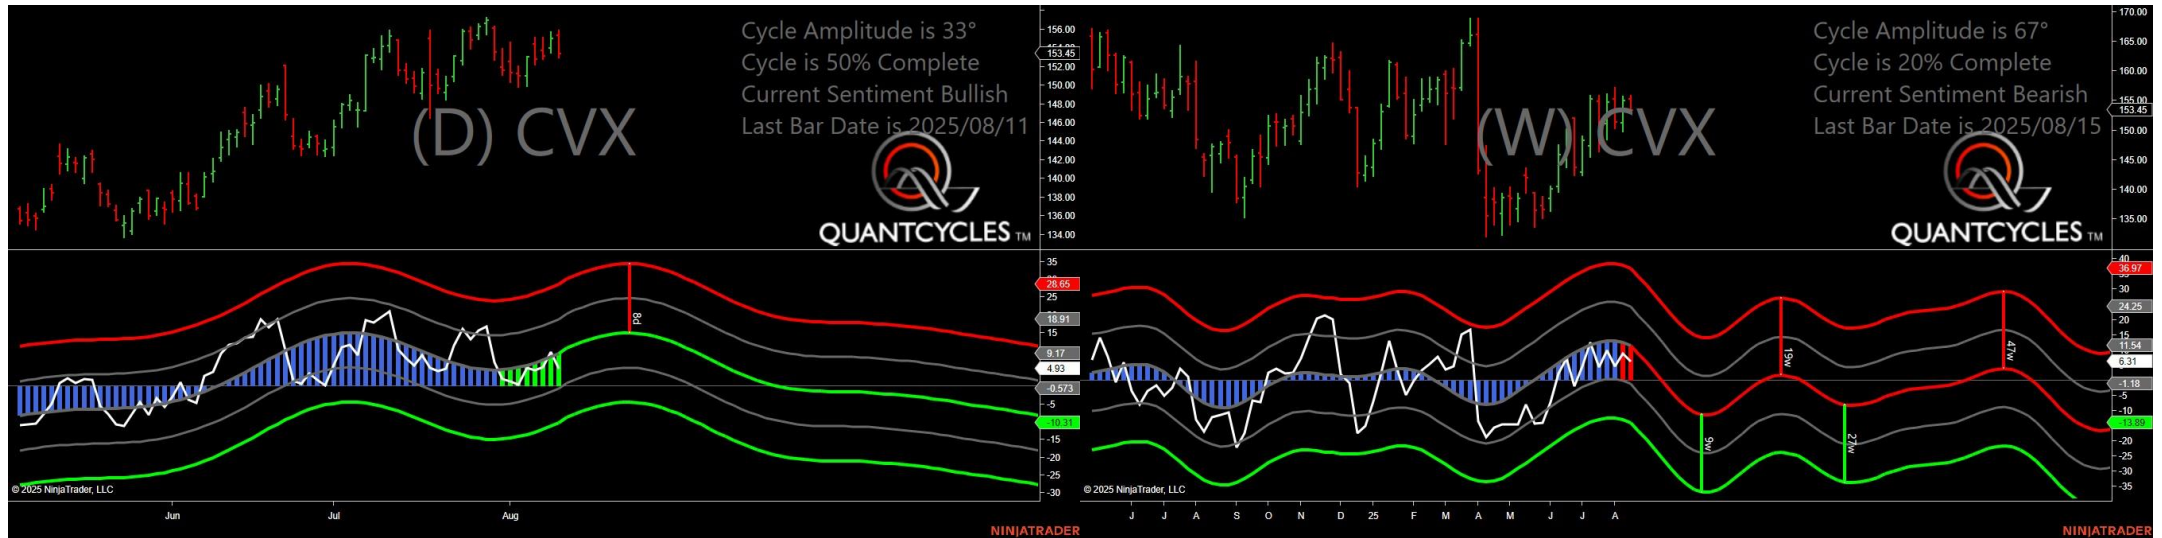 Cycle Amplitude is 33°
Cycle is 50% Complete
Current Sentiment Bullish
Last Bar Date is 2025/08/11
(D) CVX
QUANTCYCLES TM
156.00
153.45
152.00
150.00
148.00
146.00
144.00
142.00
140.00
138.00
136.00
134.00
35
28.65
25
18.91
15
9.17
4.93
-0.573
-5
-10.31
-15
-20
-25
-30
8d
© 2025 NinjaTrader, LLC
Jun Jul Aug
NINJATRADER
Cycle Amplitude is 67°
Cycle is 20% Complete
Current Sentiment Bearish
Last Bar Date is 2025/08/15
(W) CVX
QUANTCYCLES TM
170.00
165.00
160.00
155.00
153.45
150.00
145.00
140.00
135.00
40
36.97
30
24.25
20
15
11.54
6.31
-1.18
-5
-10
-13.89
-20
-25
-30
-35
9w
19w
27w
47w
© 2025 NinjaTrader, LLC
J J A S O N D 25 F M A M J J A
NINJATRADER